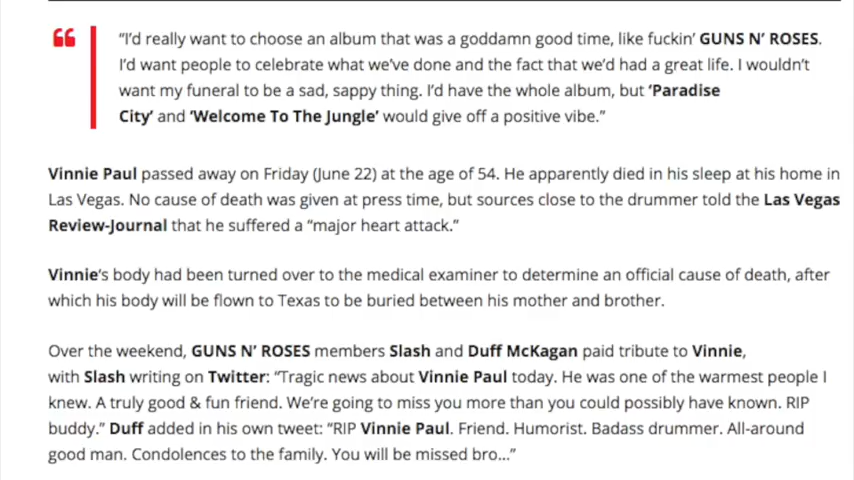 “I’d really want to choose an album that was a goddamn good time, like fuckin’ GUNS N’ ROSES.
I’d want people to celebrate what we’ve done and the fact that we’d had a great life. I wouldn’t
want my funeral to be a sad, sappy thing. I’d have the whole album, but ‘Paradise
City’ and ‘Welcome To The Jungle’ would give off a positive vibe.”
Vinnie Paul passed away on Friday (June 22) at the age of 54. He apparently died in his sleep at his home in
Las Vegas. No cause of death was given at press time, but sources close to the drummer told the Las Vegas
Review-Journal that he suffered a “major heart attack.”
Vinnie’s body had been turned over to the medical examiner to determine an official cause of death, after
which his body will be flown to Texas to be buried between his mother and brother.
Over the weekend, GUNS N’ ROSES members Slash and Duff McKagan paid tribute to Vinnie,
with Slash writing on Twitter: “Tragic news about Vinnie Paul today. He was one of the warmest people I
knew. A truly good & fun friend. We’re going to miss you more than you could possibly have known. RIP
buddy.” Duff added in his own tweet: “RIP Vinnie Paul. Friend. Humorist. Badass drummer. All-around
good man. Condolences to the family. You will be missed bro…”